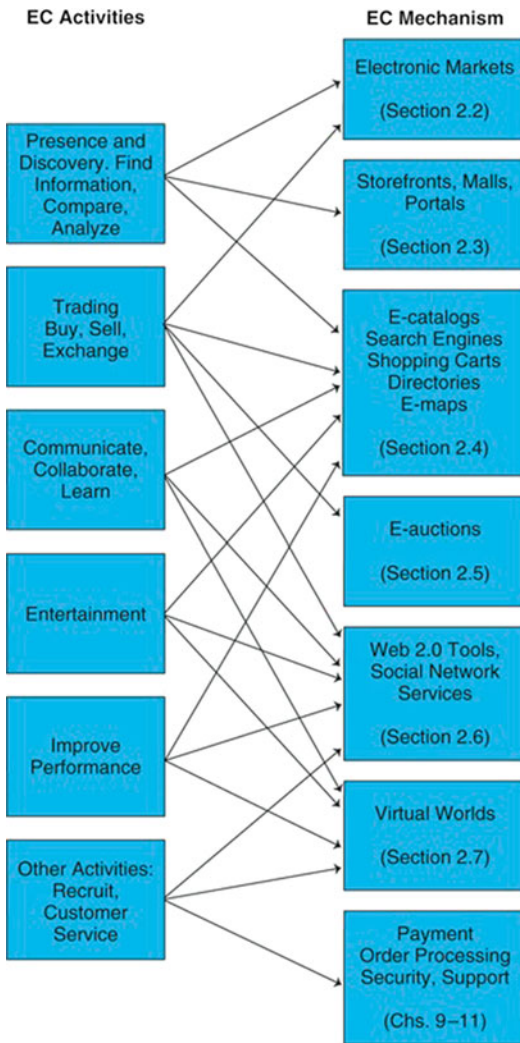 EC Activities
Presence and
Discovery. Find
Information,
Compare,
Analyze
Trading
Buy, Sell,
Exchange
Communicate,
Collaborate,
Learn
Entertainment
Improve
Performance
Other Activities:
Recruit,
Customer
Service
EC Mechanism
Electronic Markets
(Section 2.2)
Storefronts, Malls,
Portals
(Section 2.3)
E-catalogs
Search Engines
Shopping Carts
Directories
E-maps
(Section 2.4)
E-auctions
(Section 2.5)
Web 2.0 Tools,
Social Network
Services
(Section 2.6)
Virtual Worlds
(Section 2.7)
Payment
Order Processing
Security, Support
(Chs. 9–11)